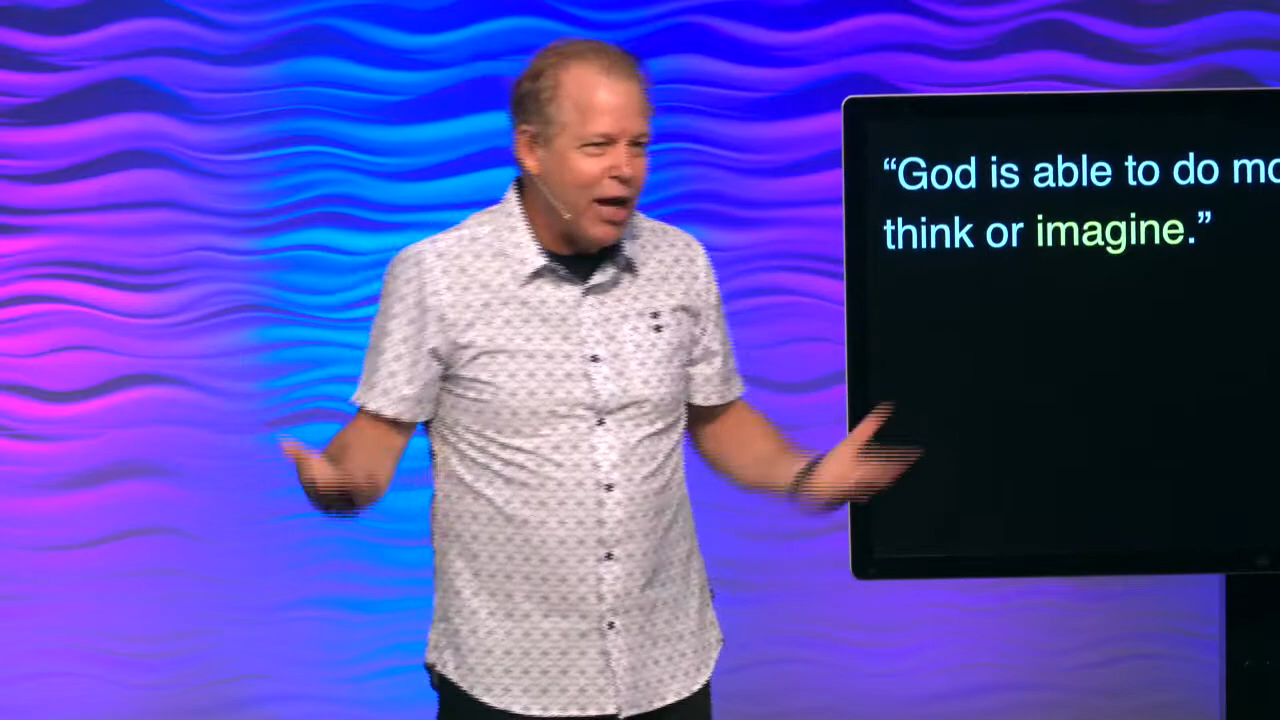 “God is able to do
think or imagine.”